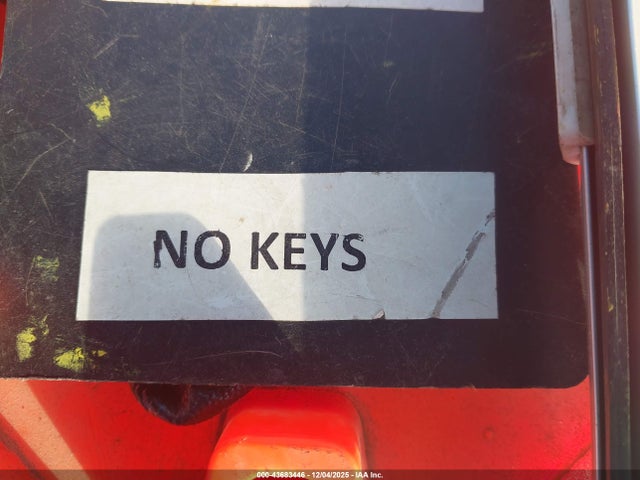 NO KEYS
000-43683446 • 12/04/2025 • IAA Inc.